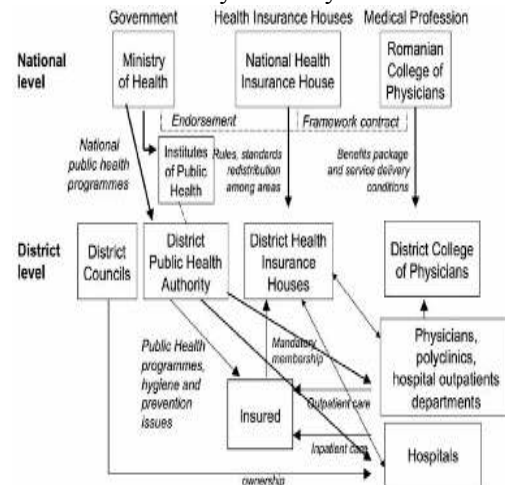 Government
Health Insurance Houses
Medical Profession
National
level
Ministry
of Health
National Health
Insurance House
Romanian
College of
Physicians
Endorsement
Framework contract
National
public health
programmes
Institutes
of Public
Health
Rules, standards
redistribution
among areas
Benefits package
and service delivery
conditions
District
level
District
Councils
District
Public Health
Authority
District Health
Insurance
Houses
District College
of Physicians
Public Health
programmes,
hygiene and
prevention
issues
Mandatory
membership
Physicians,
polyclinics,
hospital outpatients
departments
Insured
Outpatient care
Inpatient care
Hospitals
ownership